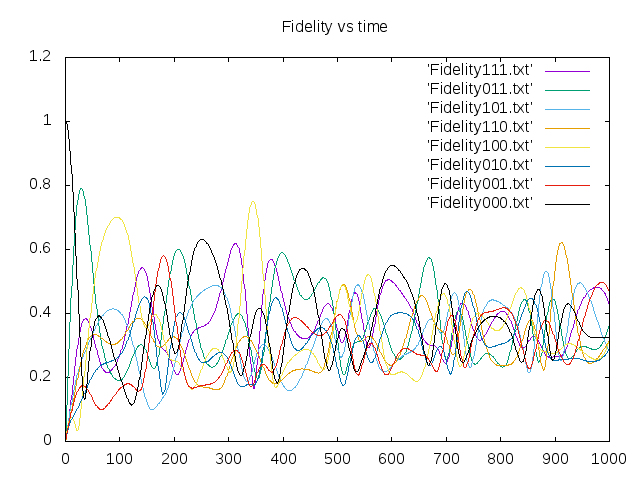 Fidelity vs time
1.2
1
0.8
0.6
0.4
0.2
0
'Fidelity111.txt'
'Fidelity011.txt'
'Fidelity101.txt'
'Fidelity110.txt'
'Fidelity100.txt'
'Fidelity010.txt'
'Fidelity001.txt'
'Fidelity000.txt'
0 100 200 300 400 500 600 700 800 900 1000